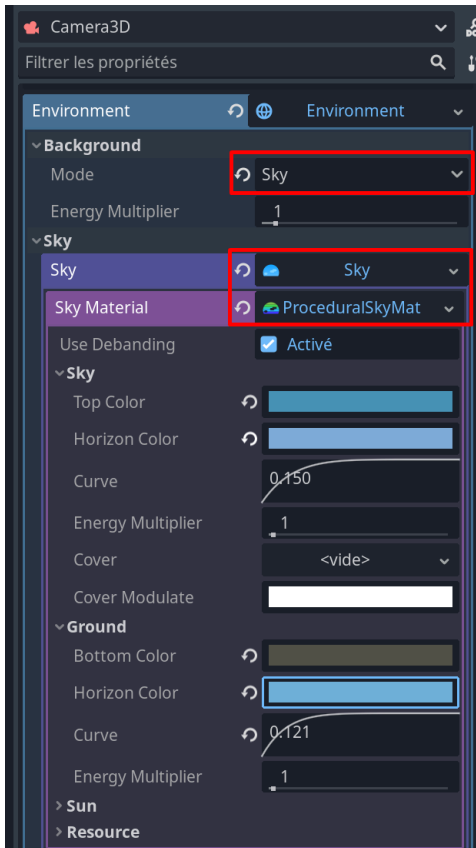 Camera3D
Filtrer les propriétés
Environment Environment
Background
Mode Sky
Energy Multiplier 1
Sky
Sky Sky
Sky Material ProceduralSkyMat
Use Debanding Activé
Sky
Top Color
Horizon Color
Curve 0.150
Energy Multiplier 1
Cover <vide>
Cover Modulate
Ground
Bottom Color
Horizon Color
Curve 0.121
Energy Multiplier 1
Sun
Resource